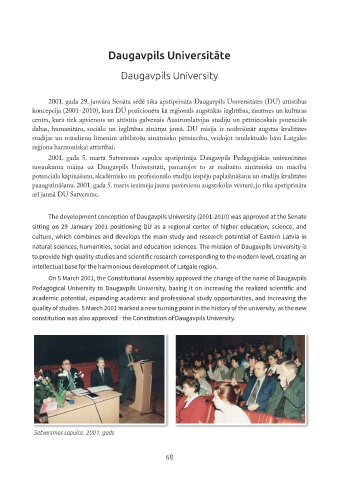 Daugavpils Universitāte
Daugavpils University
2001. gada 29. janvāra Senāta sēdē tika apstiprināta Daugavpils Universitātes (DU) attīstības
koncepcija (2001–2010), kurā DU pozicionēta kā reģionāls augstākās izglītības, zinātnes un kultūras
centrs, kurā tiek apvienots un attīstīts galvenais Austrumlatvijas studiju un pētnieciskais potenciāls
dabas, humanitāro, sociālo un izglītības zinātņu jomā. DU misija ir nodrošināt augstas kvalitātes
studijas un mūsdienu līmenim atbilstošu zinātnisko pētniecību, veidojot intelektuālo bāzi Latgales
reģiona harmoniskai attīstībai.
2001. gada 5. martā Satversmes sapulce apstiprināja Daugavpils Pedagoģiskās universitātes
nosaukuma maiņu uz Daugavpils Universitāti, pamatojot to ar realizēto zinātniskā un mācību
potenciāla kāpināšanu, akadēmisko un profesionālo studiju iespēju paplašināšanu un studiju kvalitātes
paaugstināšanu. 2001. gada 5. marts iezīmēja jaunu pavērsienu augstskolas vēsturē, jo tika apstiprināta
arī jaunā DU Satversme.
The development conception of Daugavpils University (2001-2010) was approved at the Senate
sitting on 29 January 2001 positioning DU as a regional center of higher education, science, and
culture, which combines and develops the main study and research potential of Eastern Latvia in
natural sciences, humanities, social and education sciences. The mission of Daugavpils University is
to provide high quality studies and scientific research corresponding to the modern level, creating an
intellectual base for the harmonious development of Latgale region.
On 5 March 2001, the Constitutional Assembly approved the change of the name of Daugavpils
Pedagogical University to Daugavpils University, basing it on increasing the realized scientific and
academic potential, expanding academic and professional study opportunities, and increasing the
quality of studies. 5 March 2001 marked a new turning point in the history of the university, as the new
constitution was also approved - the Constitution of Daugavpils University.
Satversmes sapulce. 2001. gads
68